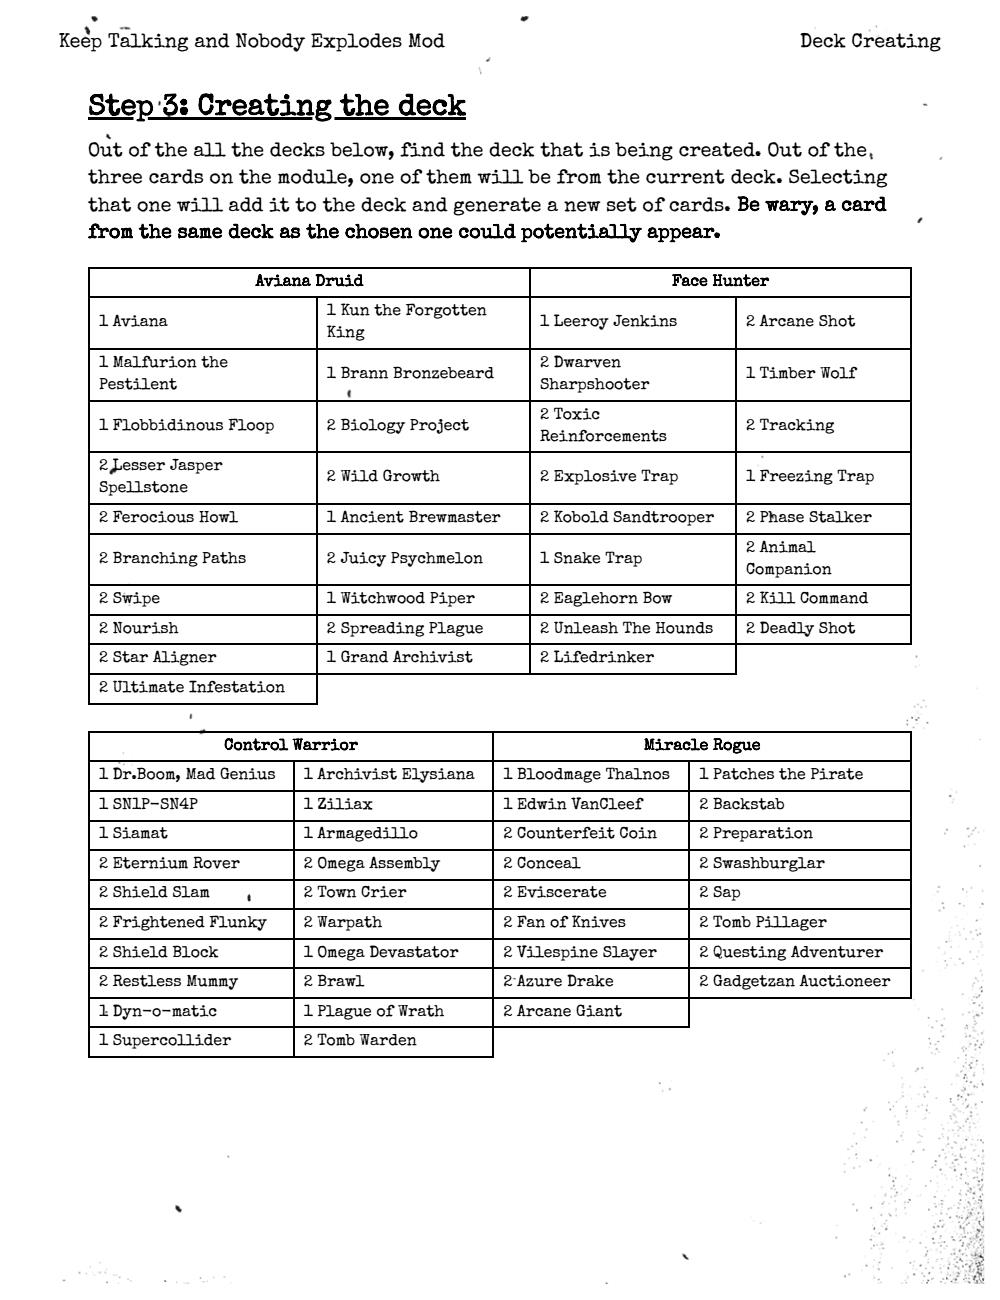 Keep Talking and Nobody Explodes Mod
Deck Creating
Step 3: Creating the deck
Out of the all the decks below, find the deck that is being created. Out of the
three cards on the module, one of them will be from the current deck. Selecting
that one will add it to the deck and generate a new set of cards. Be wary, a card
from the same deck as the chosen one could potentially appear.
Aviana Druid
Face Hunter
1 Aviana
1 Kun the Forgotten
King
1 Leeroy Jenkins
2 Arcane Shot
1 Malfurion the
Pestilent
1 Brann Bronzebeard
2 Dwarven
Sharpshooter
1 Timber Wolf
1 Flobbidinous Floop
2 Biology Project
2 Toxic
Reinforcements
2 Tracking
2 Lesser Jasper
Spellstone
2 Wild Growth
2 Explosive Trap
1 Freezing Trap
2 Ferocious Howl
1 Ancient Brewmaster
2 Kobold Sandtrooper
2 Phase Stalker
2 Branching Paths
2 Juicy Psychmelon
1 Snake Trap
2 Animal
Companion
2 Swipe
1 Witchwood Piper
2 Eaglehorn Bow
2 Kill Command
2 Nourish
2 Spreading Plague
2 Unleash The Hounds
2 Deadly Shot
2 Star Aligner
1 Grand Archivist
2 Lifedrinker
2 Ultimate Infestation
Control Warrior
Miracle Rogue
1 Dr.Boom, Mad Genius
1 Archivist Elysiana
1 Bloodmage Thalnos
1 Patches the Pirate
1 SN1P-SN4P
1 Ziliax
1 Edwin VanCleef
2 Backstab
1 Siamat
1 Armagedillo
2 Counterfeit Coin
2 Preparation
2 Eternium Rover
2 Omega Assembly
2 Conceal
2 Swashburglar
2 Shield Slam
2 Town Crier
2 Eviscerate
2 Sap
2 Frightened Flunky
2 Warpath
2 Fan of Knives
2 Tomb Pillager
2 Shield Block
1 Omega Devastator
2 Vilespine Slayer
2 Questing Adventurer
2 Restless Mummy
2 Brawl
2 Azure Drake
2 Gadgetzan Auctioneer
1 Dyn-o-matic
1 Plague of Wrath
2 Arcane Giant
1 Supercollider
2 Tomb Warden